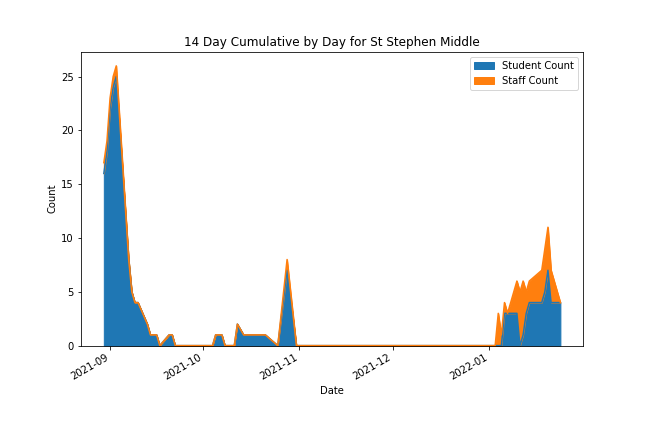 14 Day Cumulative by Day for St Stephen Middle
Student Count
Staff Count
25
20
15
10
5
0
Count
2021-09
2021-10
2021-11
2021-12
2022-01
Date